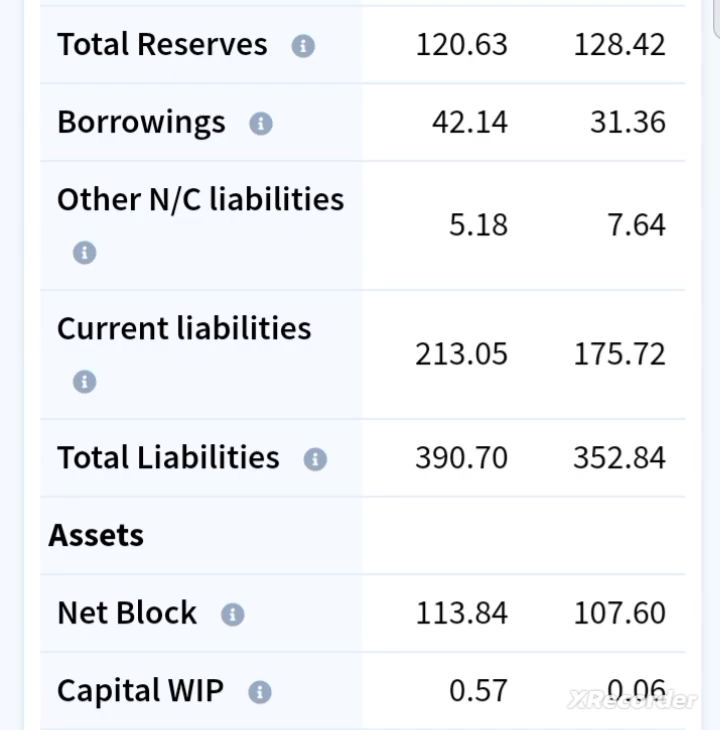 Total Reserves 120.63 128.42
Borrowings 42.14 31.36
Other N/C liabilities 5.18 7.64
Current liabilities 213.05 175.72
Total Liabilities 390.70 352.84
Assets
Net Block 113.84 107.60
Capital WIP 0.57 0.06
XRecorder